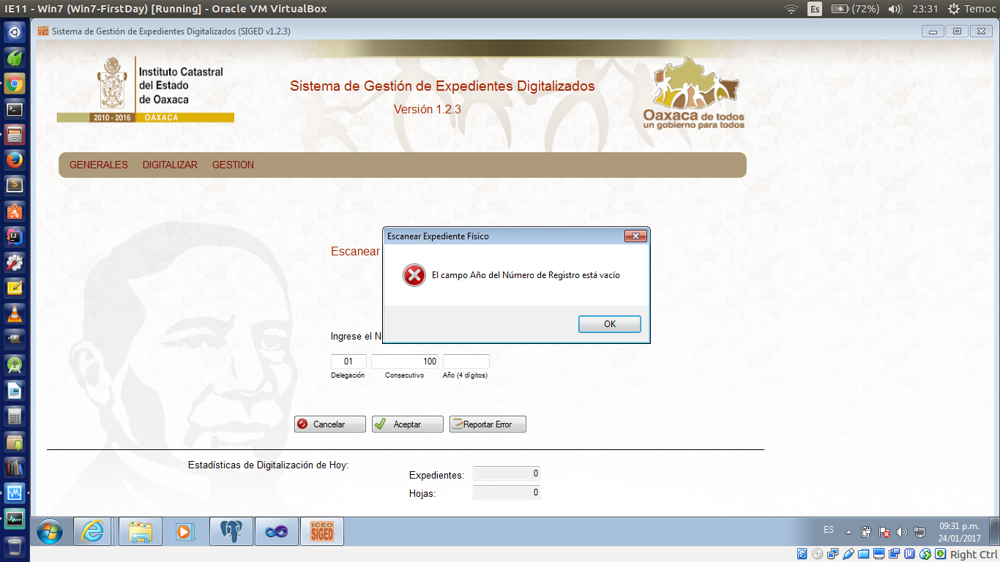 IE11 - Win7 (Win7-FirstDay) [Running] - Oracle VM VirtualBox
Es (72%) 23:31 Temoc
Sistema de Gestión de Expedientes Digitalizados (SIGED v1.2.3)
Instituto Catastral
del Estado
de Oaxaca
2010 - 2016 OAXACA
Sistema de Gestión de Expedientes Digitalizados
Versión 1.2.3
Oaxaca de todos
un gobierno para todos
GENERALES DIGITALIZAR GESTION
Escanear Expediente Físico
Escanear
El campo Año del Número de Registro está vacío
OK
Ingrese el N
01 100
Delegación Consecutivo Año (4 dígitos)
Cancelar Aceptar Reportar Error
Estadísticas de Digitalización de Hoy:
Expedientes: 0
Hojas: 0
ICEO
SIGED
ES
09:31 p.m.
24/01/2017
Right Ctrl